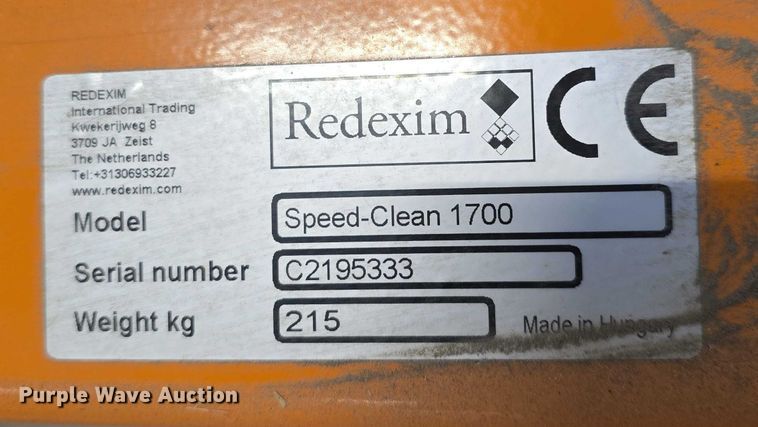 REDEXIM
International Trading
Kwekerijweg 8
3709 JA Zeist
The Netherlands
Tel:+31306933227
www.redexim.com
Redexim
CE
Model Speed-Clean 1700
Serial number C2195333
Weight kg 215
Made in Hungary
Purple Wave Auction